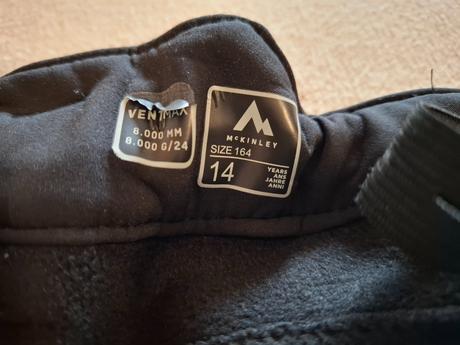 VENTMAX
8.000 MM
8.000 G/24
McKINLEY
SIZE 164
14
YEARS
ANS
JAHRE
ANNI